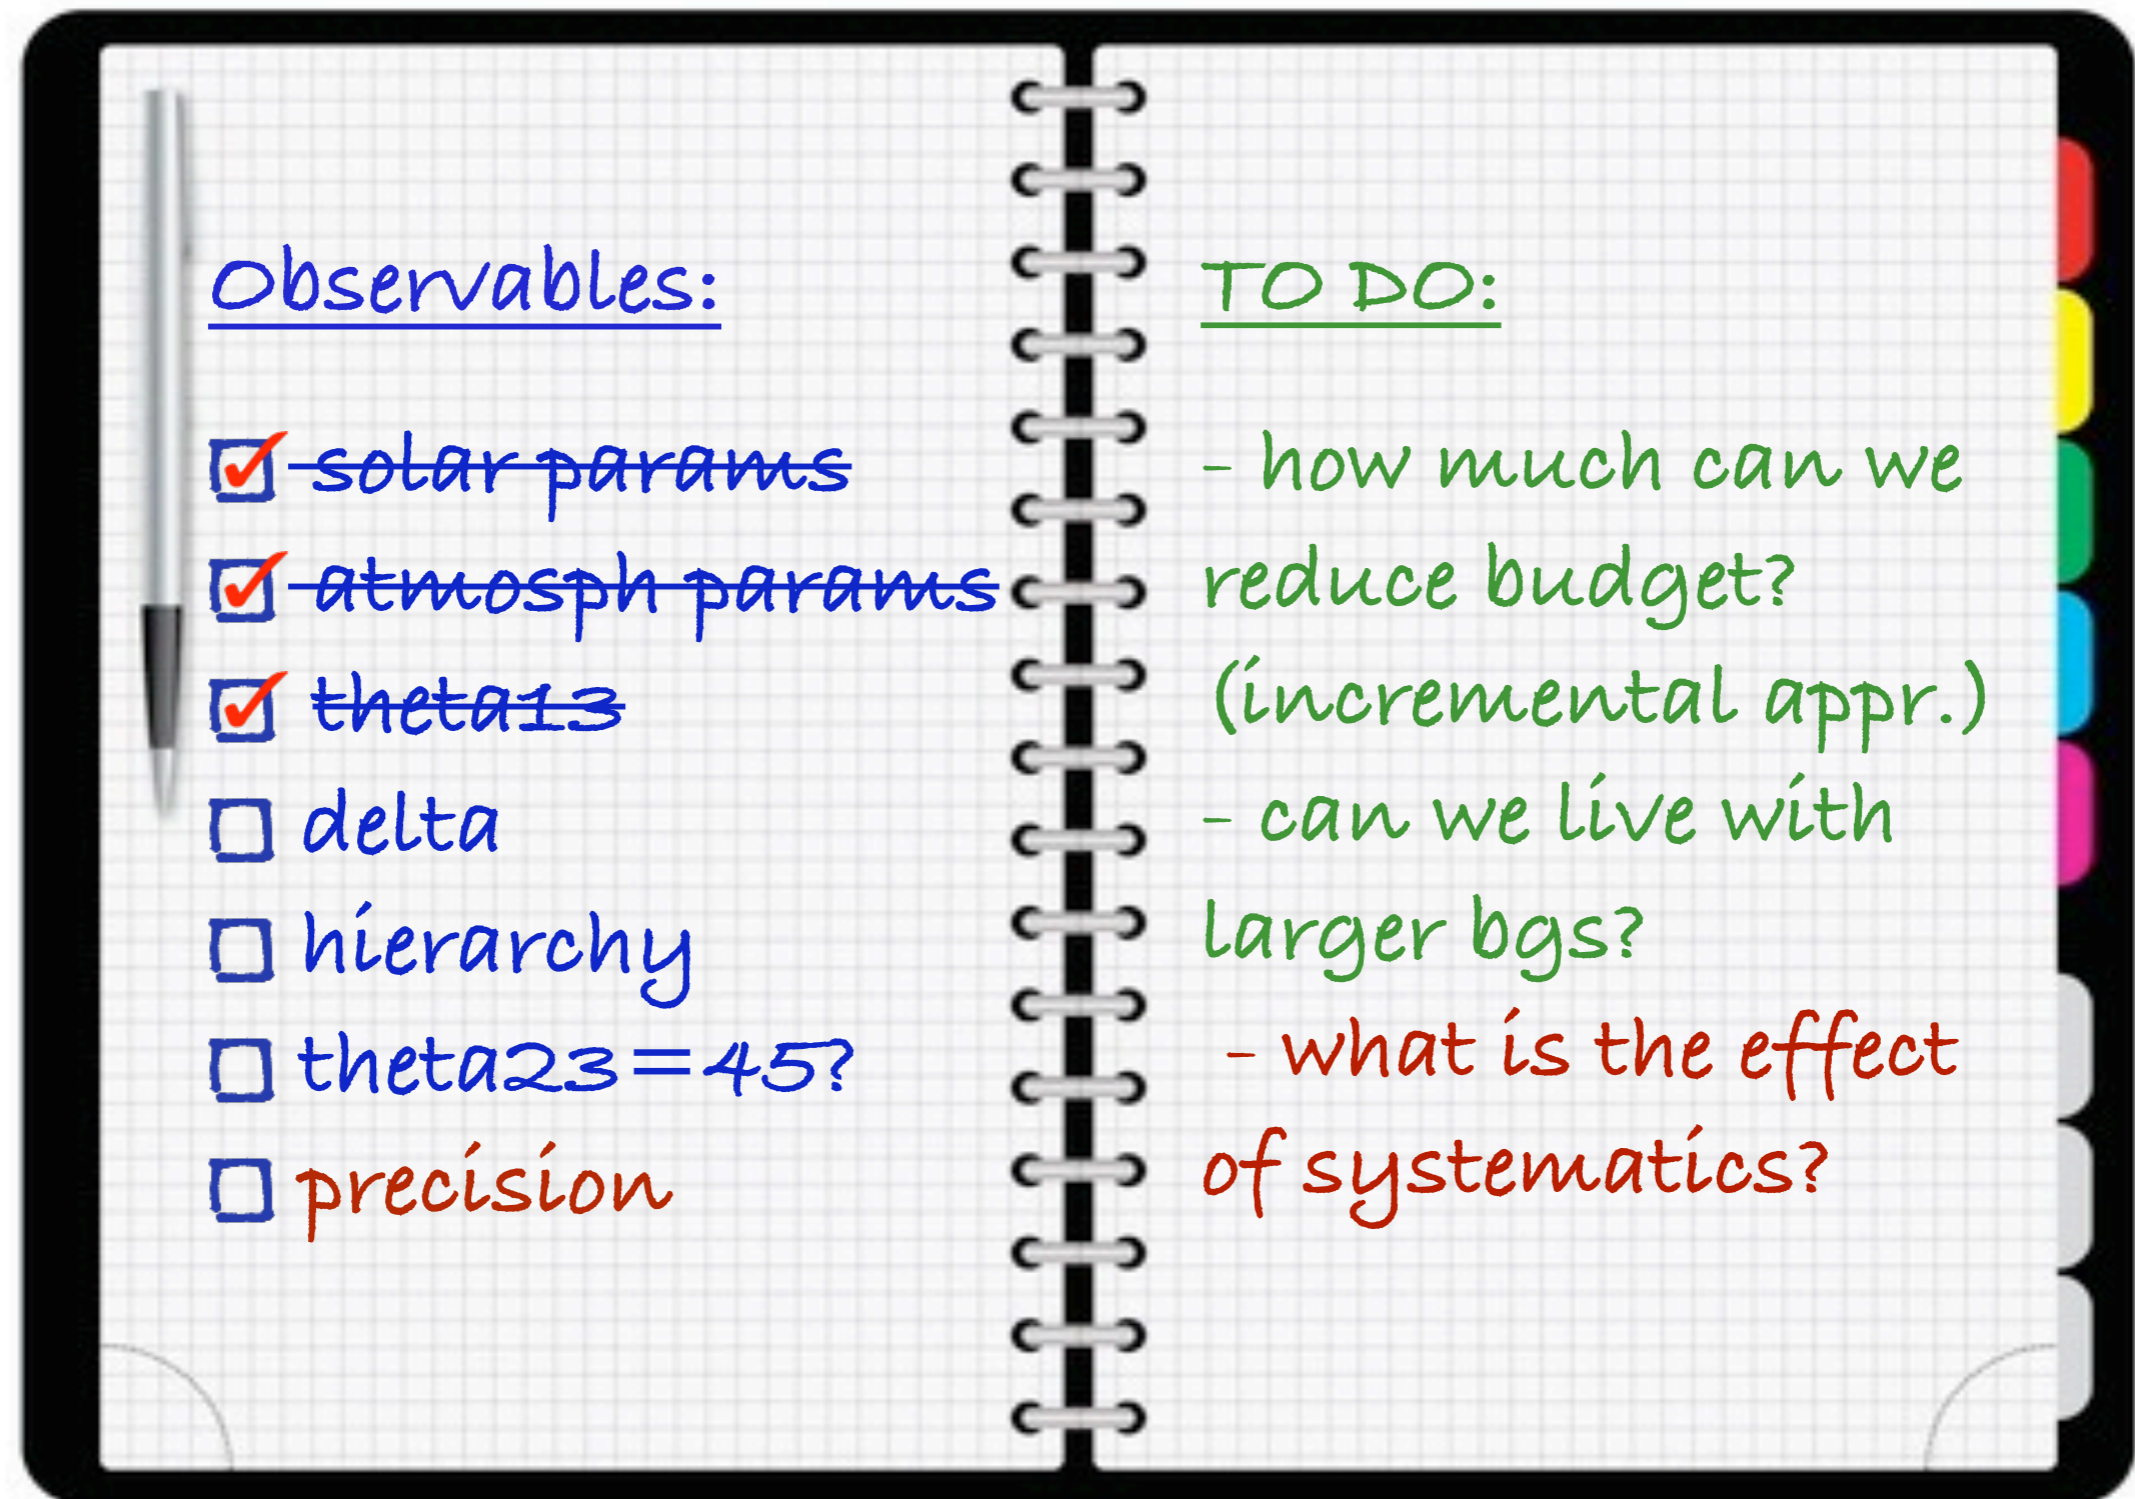 Observables:
solar params
atmosph params
theta13
delta
hierarchy
theta23=45?
precision
TO DO:
- how much can we
reduce budget?
(incremental appr.)
- can we live with
larger bgs?
- what is the effect
of systematics?